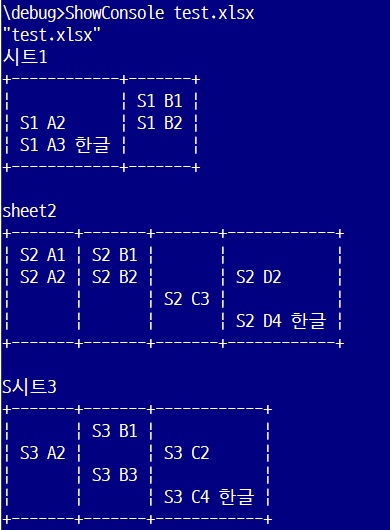 \debug>ShowConsole test.xlsx
"test.xlsx"
시트1
+------------+-------+
¦            ¦ S1 B1 ¦
¦ S1 A2      ¦ S1 B2 ¦
¦ S1 A3 한글 ¦       ¦
+------------+-------+

sheet2
+-------+-------+-------+------------+
¦ S2 A1 ¦ S2 B1 ¦       ¦            ¦
¦ S2 A2 ¦ S2 B2 ¦       ¦ S2 D2      ¦
¦       ¦       ¦ S2 C3 ¦            ¦
¦       ¦       ¦       ¦ S2 D4 한글 ¦
+-------+-------+-------+------------+

S시트3
+-------+-------+------------+
¦       ¦ S3 B1 ¦            ¦
¦ S3 A2 ¦       ¦ S3 C2      ¦
¦       ¦ S3 B3 ¦            ¦
¦       ¦       ¦ S3 C4 한글 ¦
+-------+-------+------------+